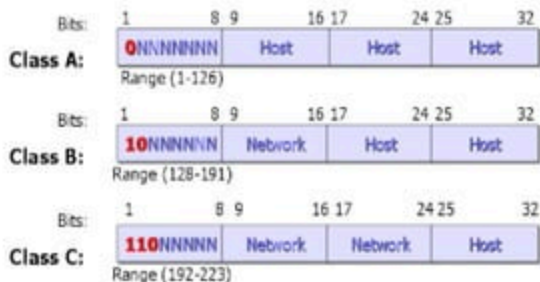 Bits: 1 8 9 16 17 24 25 32
Class A: 0NNNNNNN Host Host Host
Range (1-126)
Bits: 1 8 9 16 17 24 25 32
Class B: 10NNNNNN Network Host Host
Range (128-191)
Bits: 1 8 9 16 17 24 25 32
Class C: 110NNNNN Network Network Host
Range (192-223)